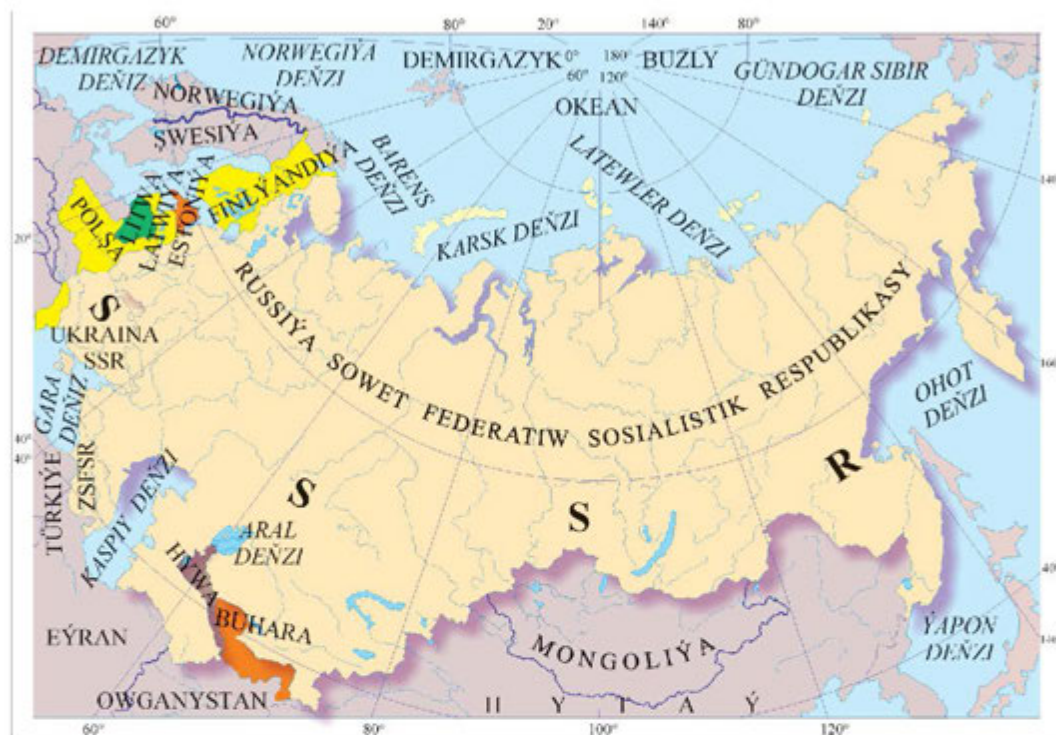 60°
80°
20°
140°
80°
DEMIRGAZYK
DEŇIZ
NORWEGIÝA
DEŇZI
DEMIRGAZYK
0°
180°
BUZLY
60°
120°
OKEAN
GÜNDOGAR SIBIR
DEŇZI
NORWEGIÝA
ŞWESIÝA
FINLÝANDIÝA
BARENS
DEŇZI
KARSK DEŇZI
LATEWLER DEŇZI
POLŞA
LITWA
LATWIÝA
ESTONIÝA
20°
RUSSIÝA SOWET FEDERATIW SOSIALISTIK RESPUBLIKASY
S
UKRAINA
SSR
OHOT
DEŇZI
GARA
DEŇIZ
40°
40°
TÜRKIÝE
ZSFSR
KASPIÝ DEŇZI
S
S
R
ARAL
DEŇZI
HYWA
BUHARA
EÝRAN
MONGOLIÝA
ÝAPON
DEŇZI
OWGANYSTAN
H Y T A Ý
60°
80°
100°
120°